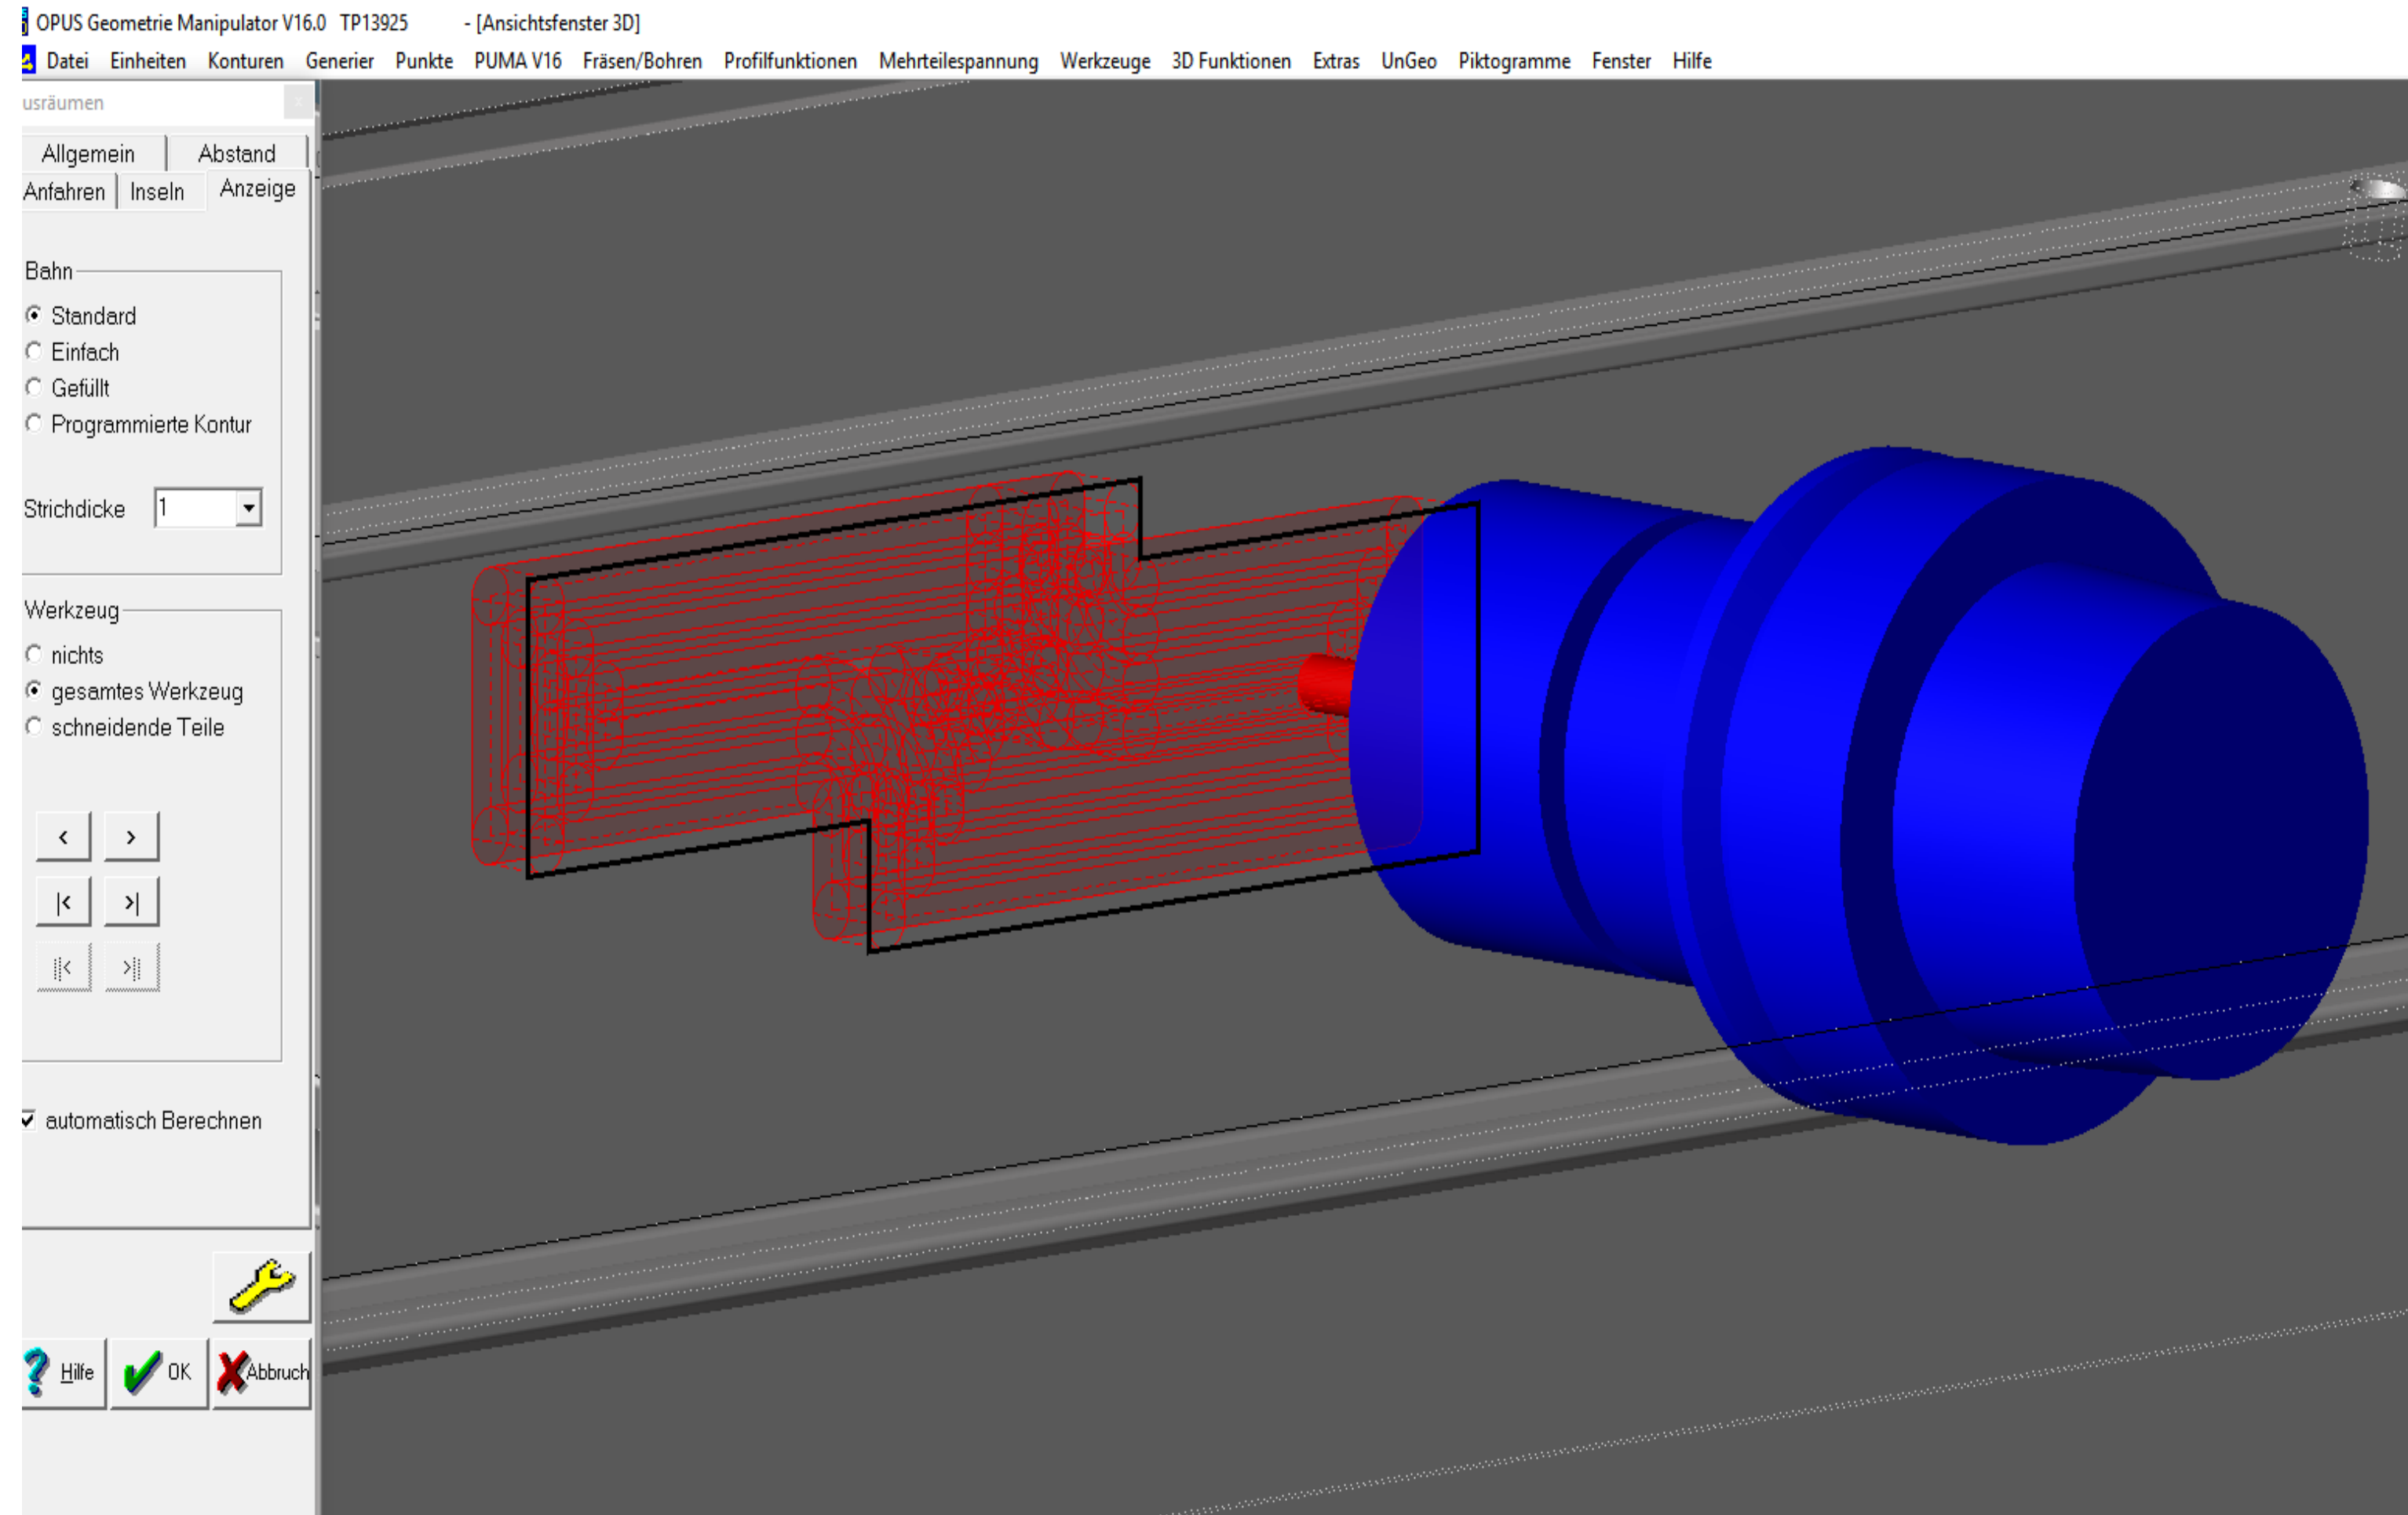 OPUS Geometrie Manipulator V16.0 TP13925 - [Ansichtsfenster 3D]
Datei Einheiten Konturen Generier Punkte PUMA V16 Fräsen/Bohren Profilfunktionen Mehrteilespannung Werkzeuge 3D Funktionen Extras UnGeo Piktogramme Fenster Hilfe
usräumen x
Allgemein Abstand
Anfahren Inseln Anzeige
Bahn
Standard
Einfach
Gefüllt
Programmierte Kontur
Strichdicke 1
Werkzeug
nichts
gesamtes Werkzeug
schneidende Teile
< >
|< >|
||< >||
automatisch Berechnen
Hilfe OK Abbruch